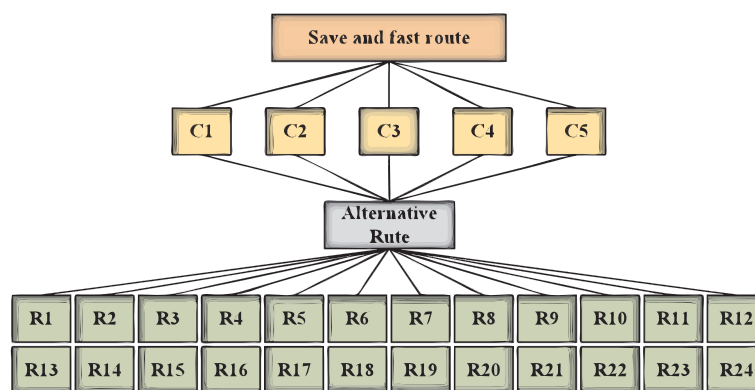 Save and fast route
C1 C2 C3 C4 C5
Alternative
Rute
R1 R2 R3 R4 R5 R6 R7 R8 R9 R10 R11 R12
R13 R14 R15 R16 R17 R18 R19 R20 R21 R22 R23 R24